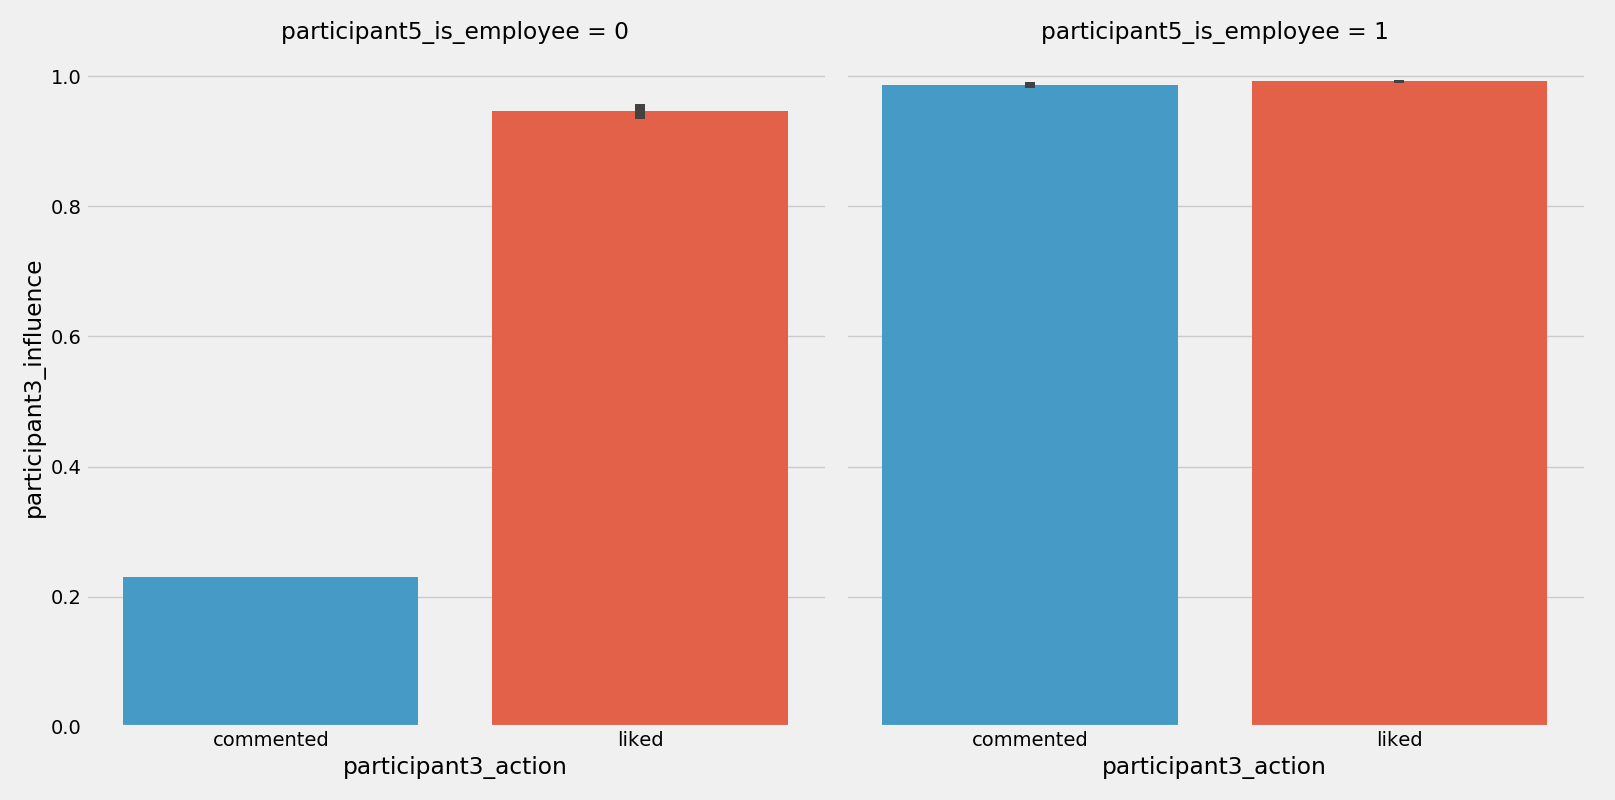 participant5_is_employee = 0
participant5_is_employee = 1
1.0
0.8
0.6
0.4
0.2
0.0
participant3_influence
commented
liked
commented
liked
participant3_action
participant3_action